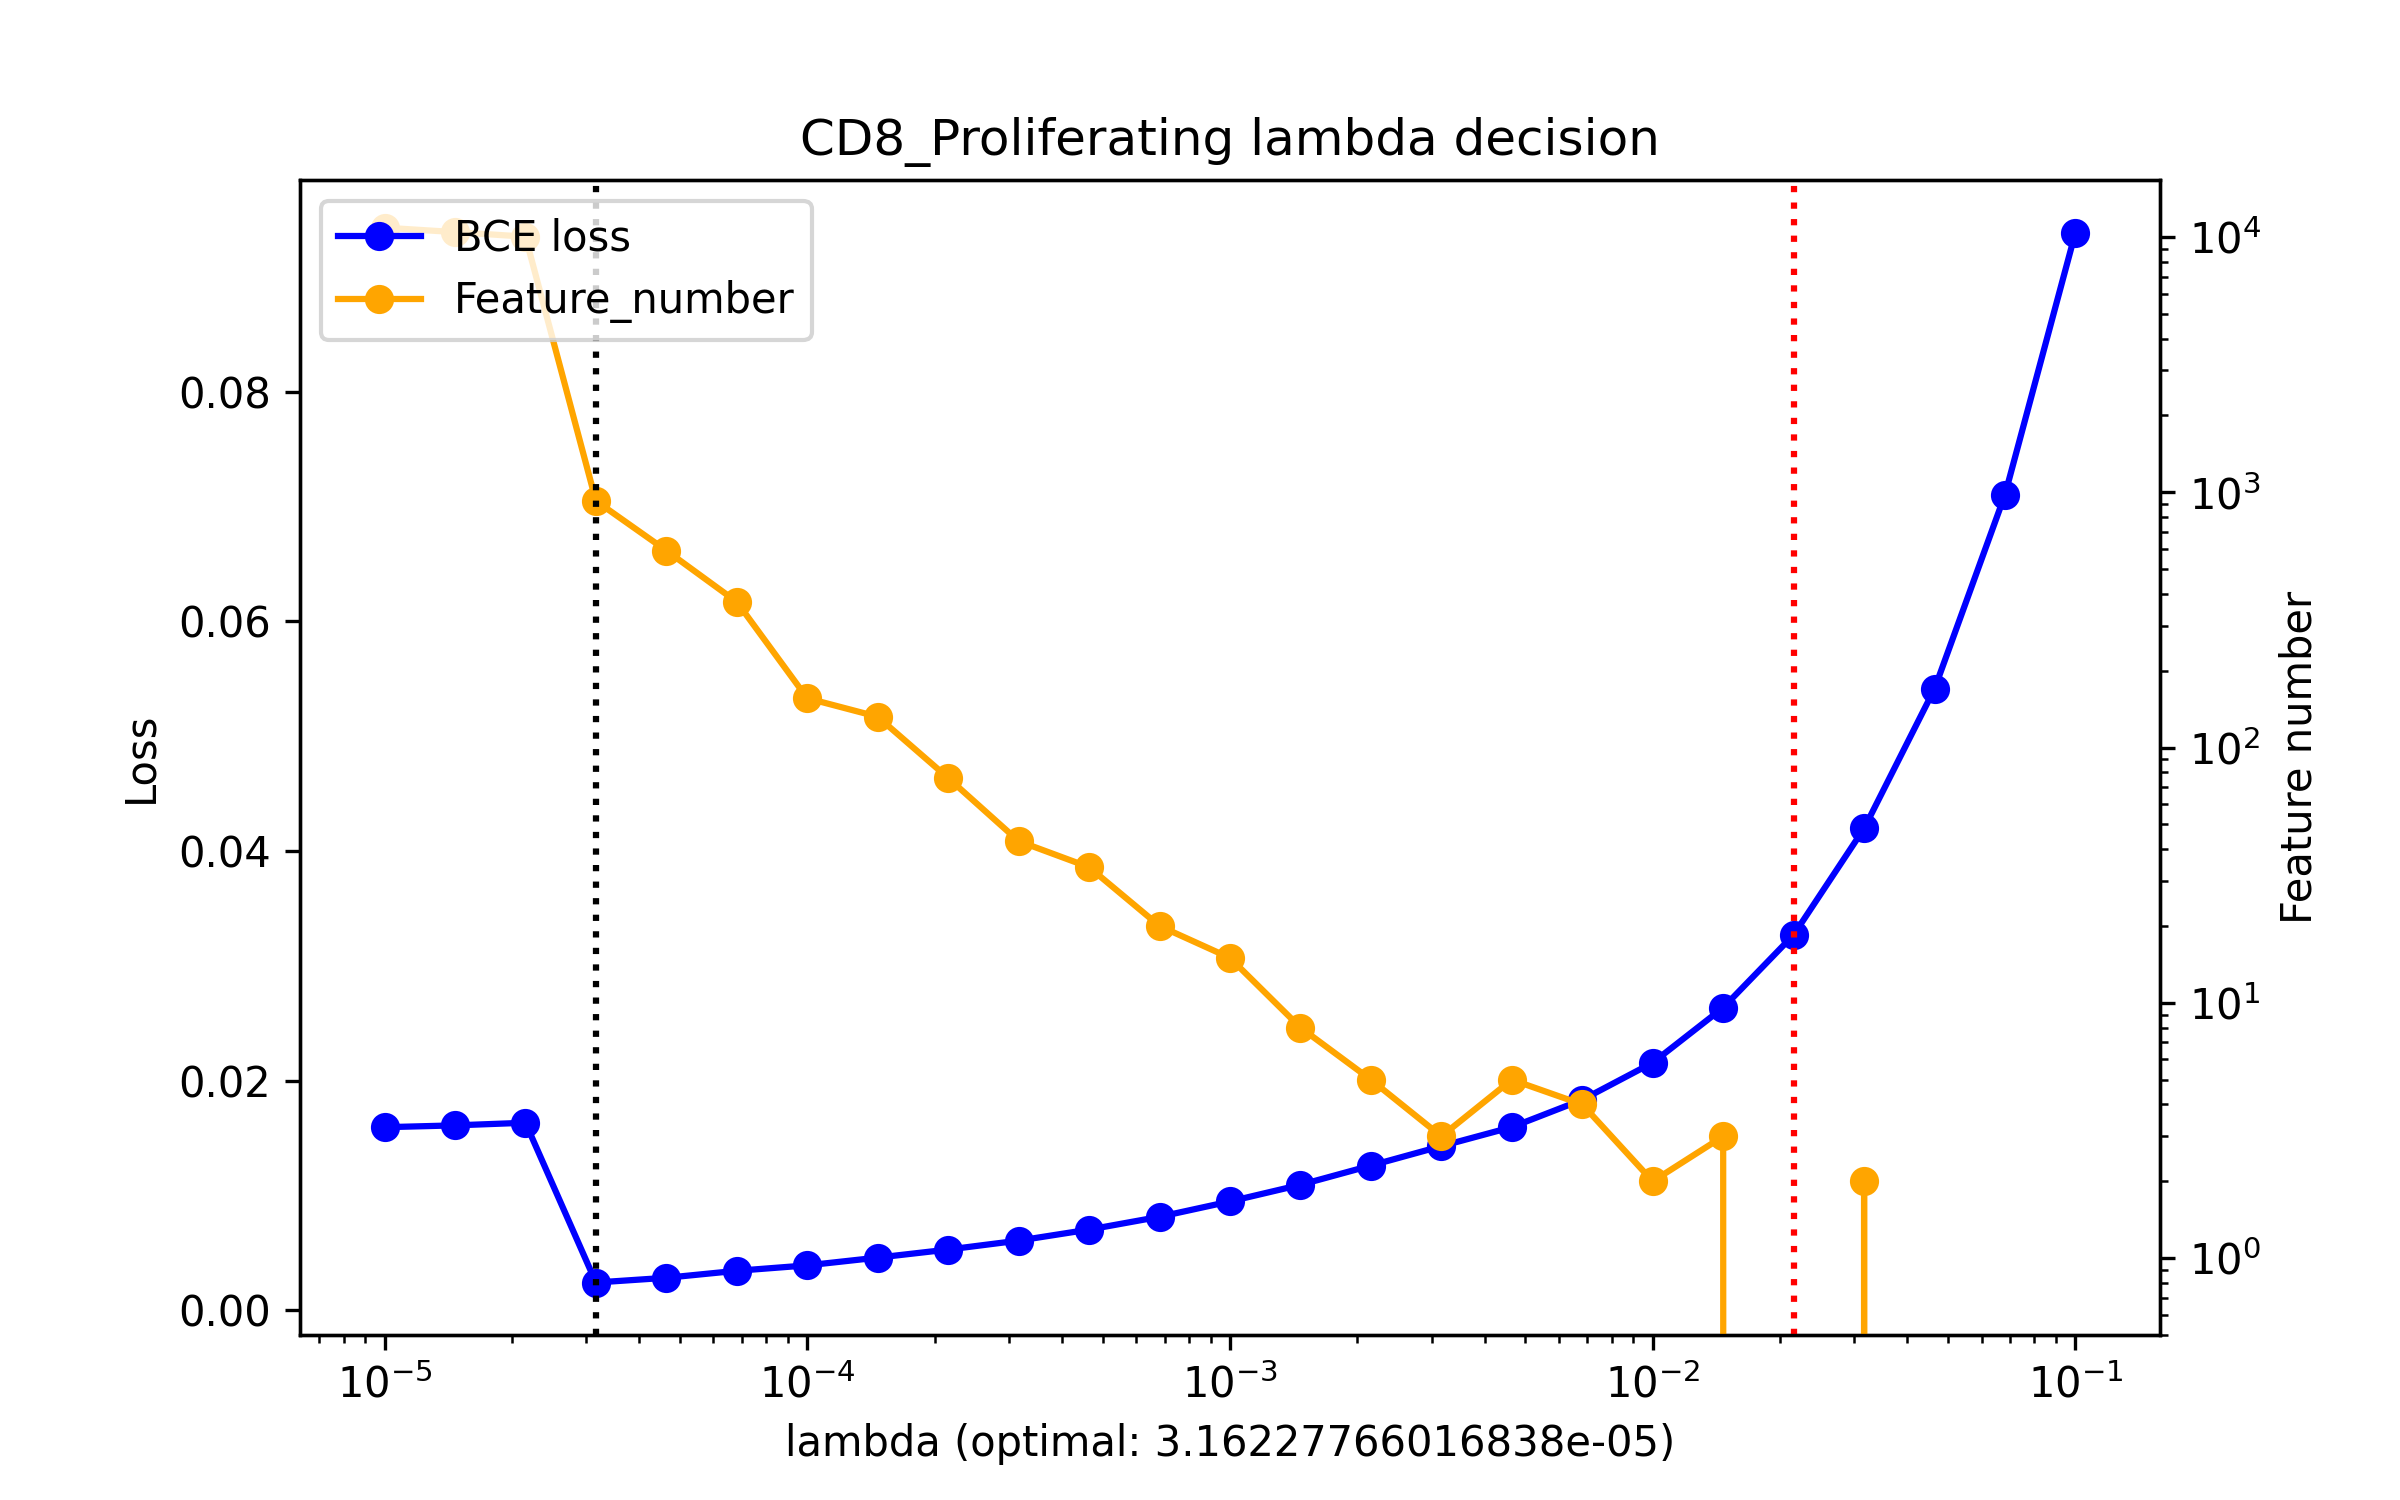 CD8_Proliferating lambda decision
BCE loss
Feature_number
Loss
0.08
0.06
0.04
0.02
0.00
10⁴
10³
10²
10¹
10⁰
Feature number
10⁻⁵ 10⁻⁴ 10⁻³ 10⁻² 10⁻¹
lambda (optimal: 3.16227766016838e-05)